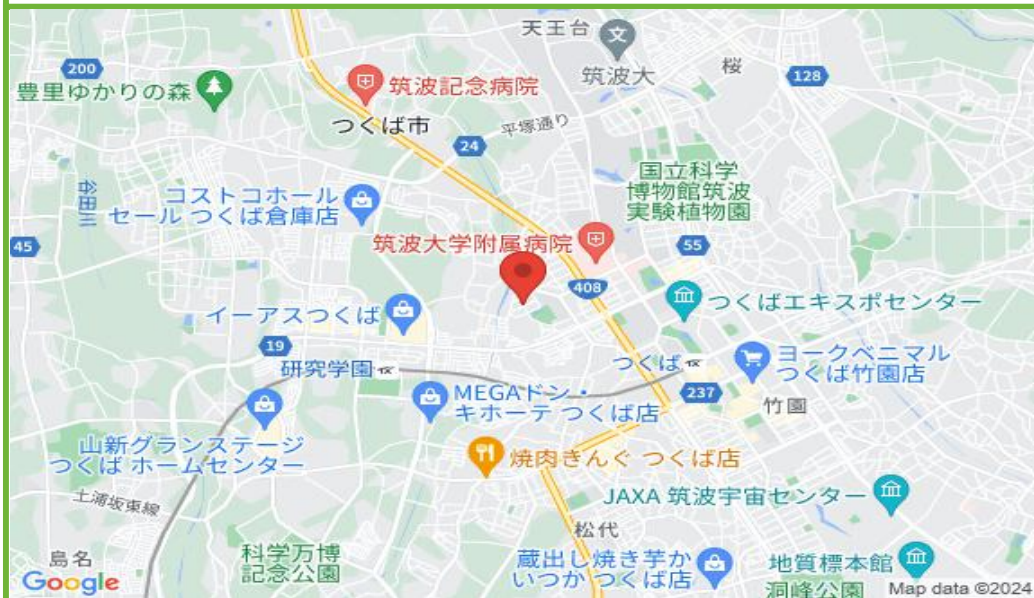 天王台
筑波大
桜
128
200
豊里ゆかりの森
筑波記念病院
つくば市
平塚通り
24
国立科学
博物館筑波
実験植物園
谷田川
コストコホール
セール つくば倉庫店
45
筑波大学附属病院
55
408
つくばエキスポセンター
イーアスつくば
19
研究学園
つくば
ヨークベニマル
つくば竹園店
237
竹園
MEGAドン・
キホーテ つくば店
山新グランステージ
つくば ホームセンター
焼肉きんぐ つくば店
土浦坂東線
JAXA 筑波宇宙センター
松代
島名
科学万博
記念公園
蔵出し焼き芋か
いつか つくば店
地質標本館
洞峰公園
Google
Map data ©2024